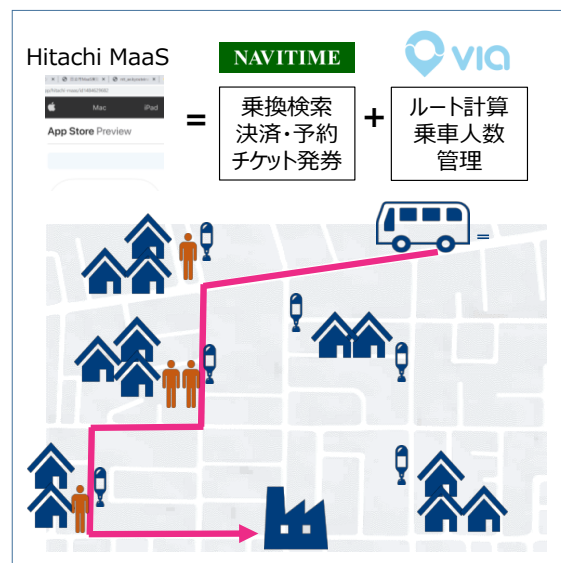 Hitachi MaaS
NAVITIME
via
Mac
iPad
App Store Preview
=
乗換検索
決済・予約
チケット発券
+
ルート計算
乗車人数
管理
=